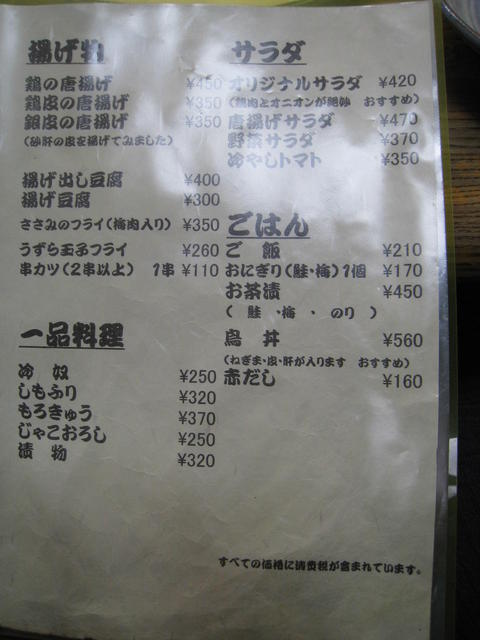 揚げ物
鶏の唐揚げ ¥450
鶏皮の唐揚げ ¥350
銀皮の唐揚げ ¥350
(砂肝の皮を揚げてみました)
揚げ出し豆腐 ¥400
揚げ豆腐 ¥300
ささみのフライ(梅肉入り) ¥350
うずら玉子フライ ¥260
串カツ(2串以上) 1串 ¥110
一品料理
冷 奴 ¥250
しもふり ¥320
もろきゅう ¥370
じゃこおろし ¥250
漬 物 ¥320
サラダ
オリジナルサラダ ¥420
(鶏肉とオニオンが絶妙 おすすめ)
唐揚げサラダ ¥470
野菜サラダ ¥370
冷やしトマト ¥350
ごはん
ご 飯 ¥210
おにぎり(鮭・梅)1個 ¥170
お茶漬 ¥450
( 鮭 ・梅 ・ のり )
鳥 丼 ¥560
(ねぎま・皮・肝が入ります おすすめ)
赤だし ¥160
すべての価格に消費税が含まれています。